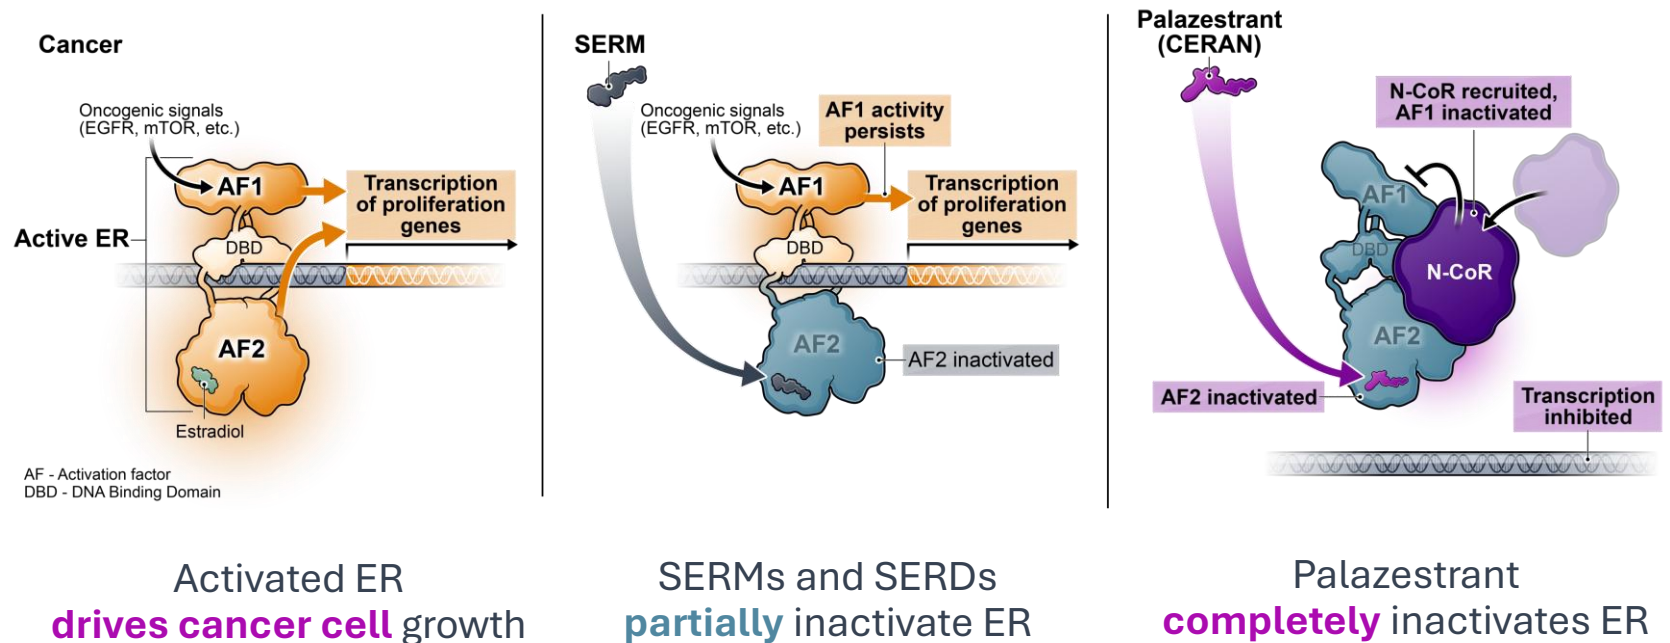 Cancer
Oncogenic signals
(EGFR, mTOR, etc.)
AF1
Transcription
of proliferation
genes
Active ER
DBD
AF2
Estradiol
AF - Activation factor
DBD - DNA Binding Domain
Activated ER
drives cancer cell growth
SERM
Oncogenic signals
(EGFR, mTOR, etc.)
AF1 activity
persists
AF1
Transcription
of proliferation
genes
DBD
AF2
AF2 inactivated
SERMs and SERDs
partially inactivate ER
Palazestrant
(CERAN)
N-CoR recruited,
AF1 inactivated
AF1
DBD
N-CoR
AF2
AF2 inactivated
Transcription
inhibited
Palazestrant
completely inactivates ER